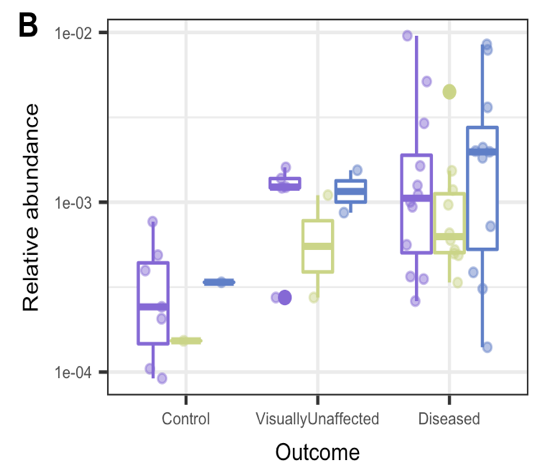 B
1e-02
1e-03
1e-04
Relative abundance
Control VisuallyUnaffected Diseased
Outcome